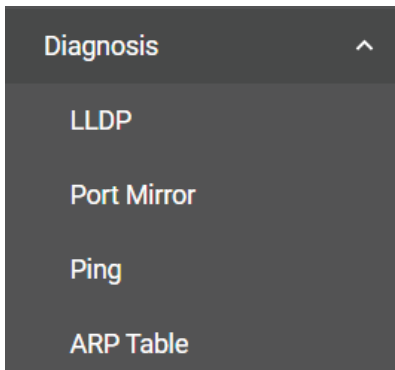 Diagnosis
LLDP
Port Mirror
Ping
ARP Table